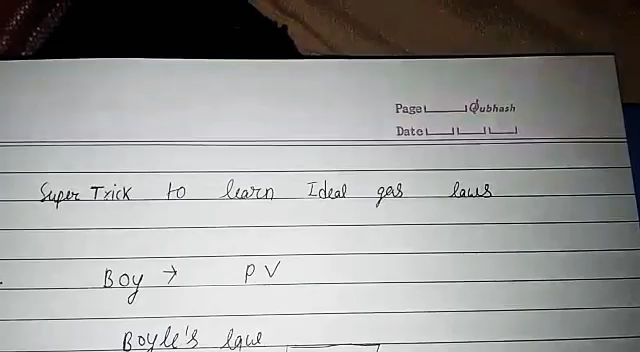 Page Subhash
Date
Super Trick to learn Ideal gas laws
Boy → PV
Boyle's law